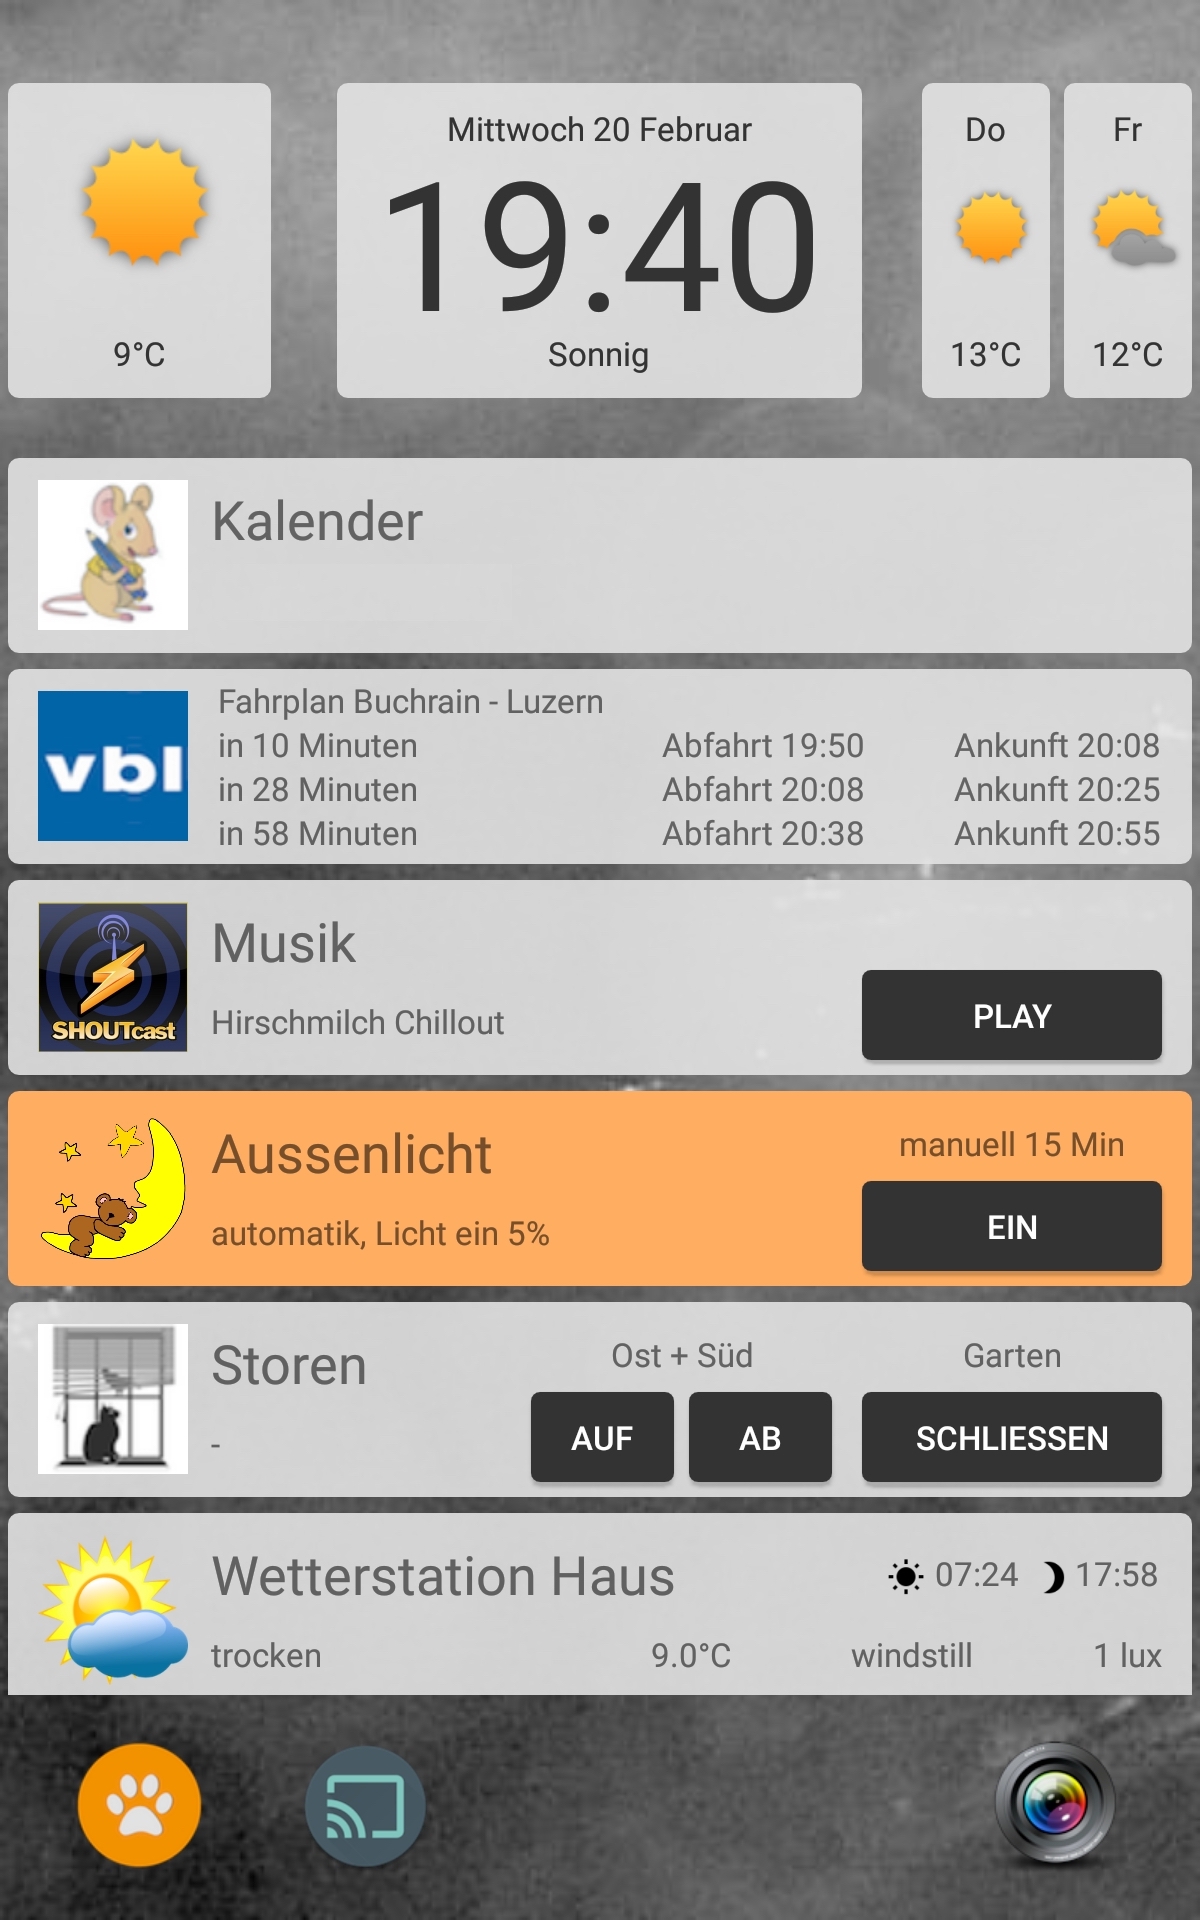 Mittwoch 20 Februar
19:40
Sonnig
9°C
Do
13°C
Fr
12°C
Kalender
vbl
Fahrplan Buchrain - Luzern
in 10 Minuten Abfahrt 19:50 Ankunft 20:08
in 28 Minuten Abfahrt 20:08 Ankunft 20:25
in 58 Minuten Abfahrt 20:38 Ankunft 20:55
SHOUTcast
Musik
Hirschmilch Chillout
PLAY
Aussenlicht
automatik, Licht ein 5%
manuell 15 Min
EIN
Storen
-
Ost + Süd
AUF AB
Garten
SCHLIESSEN
Wetterstation Haus 07:24 17:58
trocken 9.0°C windstill 1 lux